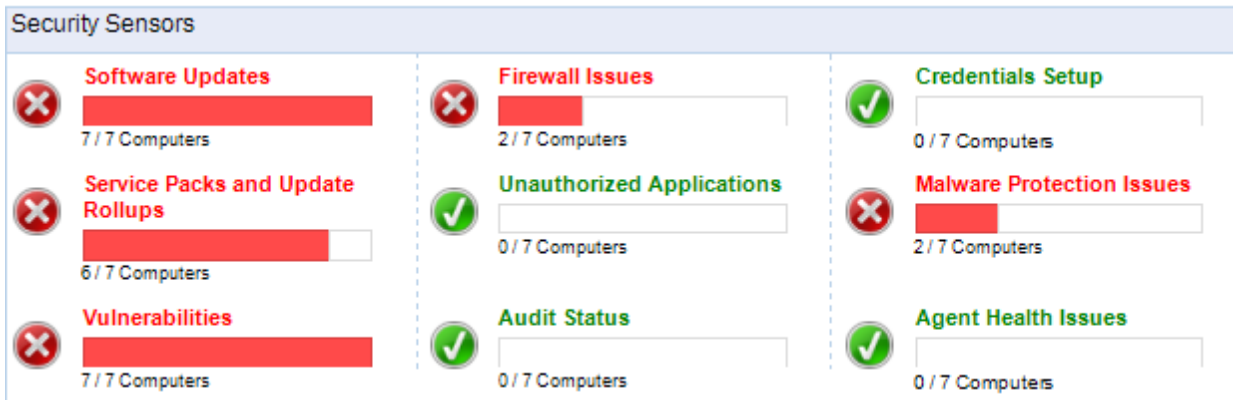 Security Sensors
Software Updates
7 / 7 Computers
Firewall Issues
2 / 7 Computers
Credentials Setup
0 / 7 Computers
Service Packs and Update
Rollups
6 / 7 Computers
Unauthorized Applications
0 / 7 Computers
Malware Protection Issues
2 / 7 Computers
Vulnerabilities
7 / 7 Computers
Audit Status
0 / 7 Computers
Agent Health Issues
0 / 7 Computers